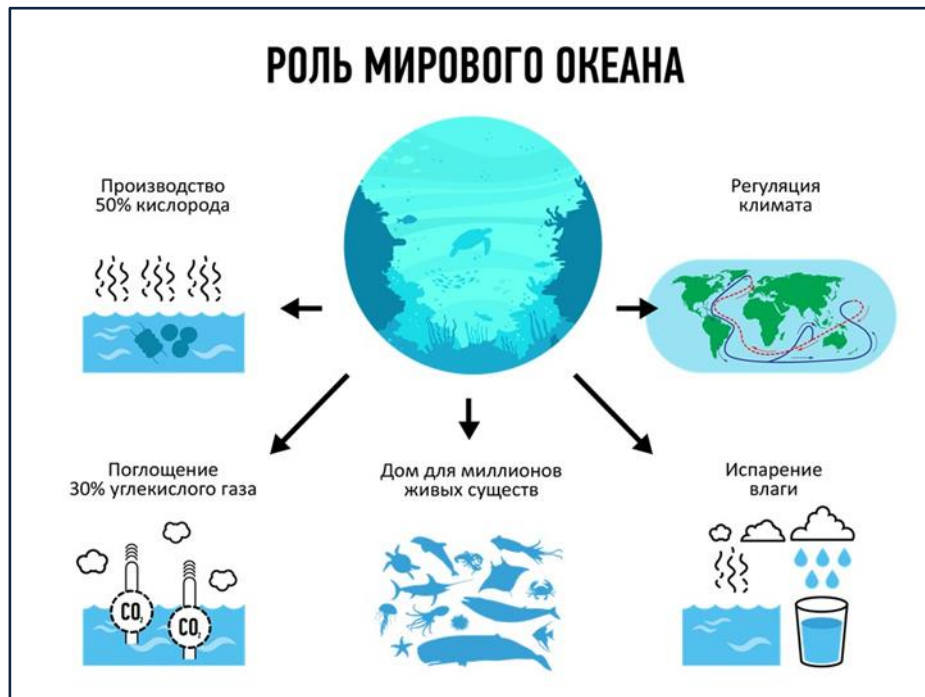 РОЛЬ МИРОВОГО ОКЕАНА
Производство
50% кислорода
Регуляция
климата
Поглощение
30% углекислого газа
Дом для миллионов
живых существ
Испарение
влаги
CO₂
CO₂